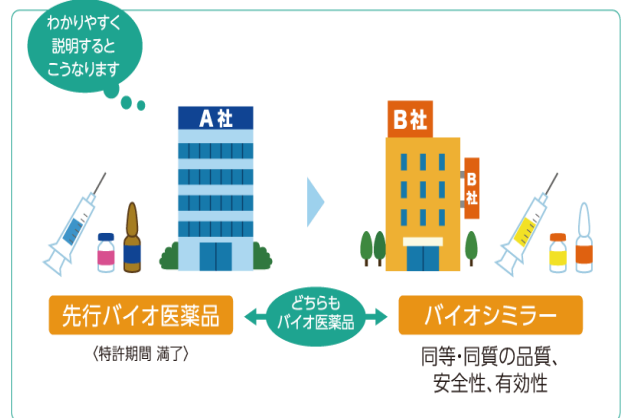 わかりやすく
説明すると
こうなります
A社
B社
B社
先行バイオ医薬品
どちらも
バイオ医薬品
バイオシミラー
〈特許期間 満了〉
同等・同質の品質、
安全性、有効性